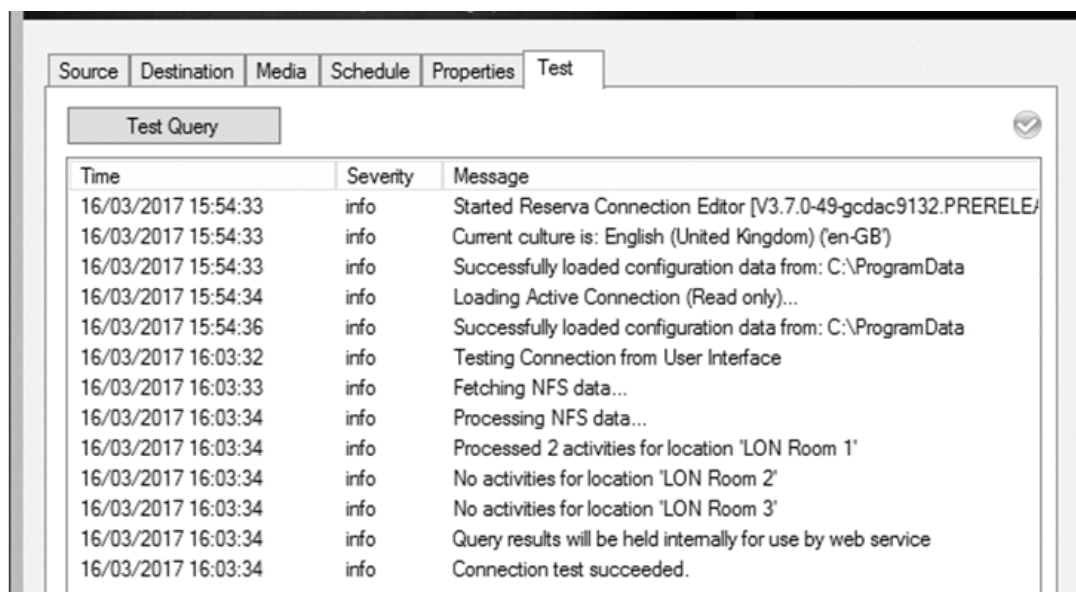 Source Destination Media Schedule Properties Test
Test Query
Time Severity Message
16/03/2017 15:54:33 info Started Reserva Connection Editor [V3.7.0-49-gcdac9132.PRERELEA
16/03/2017 15:54:33 info Current culture is: English (United Kingdom) ('en-GB')
16/03/2017 15:54:33 info Successfully loaded configuration data from: C:\ProgramData
16/03/2017 15:54:34 info Loading Active Connection (Read only)...
16/03/2017 15:54:36 info Successfully loaded configuration data from: C:\ProgramData
16/03/2017 16:03:32 info Testing Connection from User Interface
16/03/2017 16:03:33 info Fetching NFS data...
16/03/2017 16:03:34 info Processing NFS data...
16/03/2017 16:03:34 info Processed 2 activities for location 'LON Room 1'
16/03/2017 16:03:34 info No activities for location 'LON Room 2'
16/03/2017 16:03:34 info No activities for location 'LON Room 3'
16/03/2017 16:03:34 info Query results will be held internally for use by web service
16/03/2017 16:03:34 info Connection test succeeded.